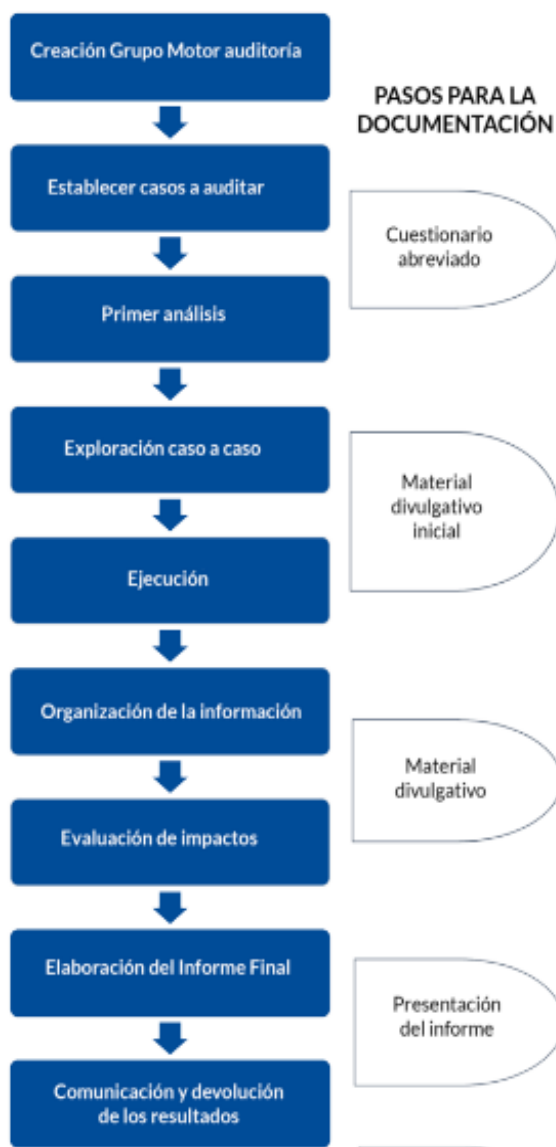 Creación Grupo Motor auditoría
PASOS PARA LA
DOCUMENTACIÓN
Establecer casos a auditar
Cuestionario
abreviado
Primer análisis
Exploración caso a caso
Material
divulgativo
inicial
Ejecución
Organización de la información
Material
divulgativo
Evaluación de impactos
Elaboración del Informe Final
Presentación
del informe
Comunicación y devolución
de los resultados